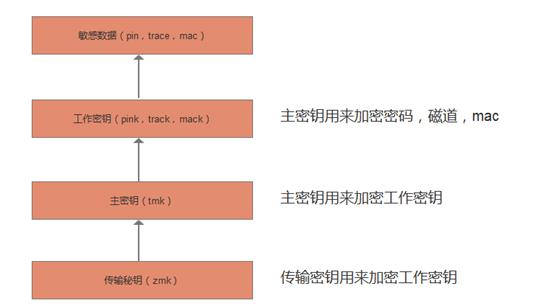 敏感数据（pin，trace，mac）
工作密钥（pink，track，mack）
主密钥用来加密密码，磁道，mac
主密钥（tmk）
主密钥用来加密工作密钥
传输秘钥（zmk）
传输密钥用来加密工作密钥